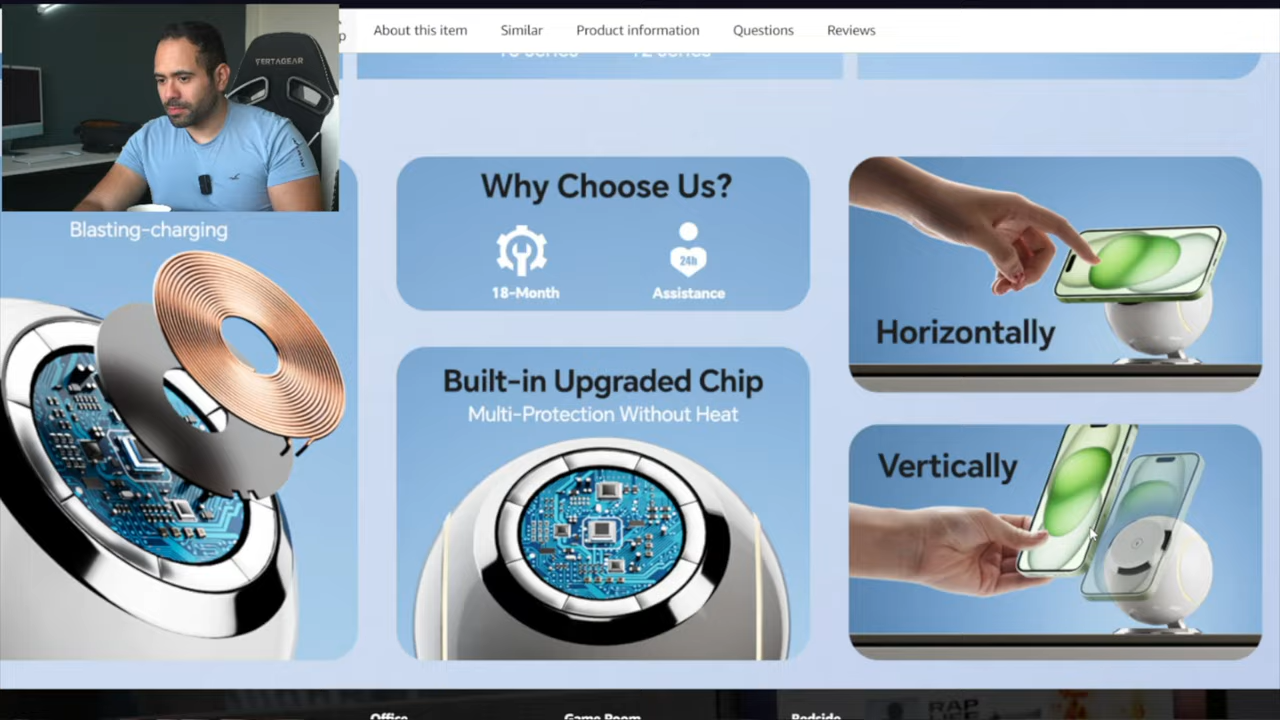 About this item
Similar
Product information
Questions
Reviews
Blasting-charging
Why Choose Us?
18-Month
24h
Assistance
Built-in Upgraded Chip
Multi-Protection Without Heat
Horizontally
Vertically
Office
Game Room
Bedside
RAP